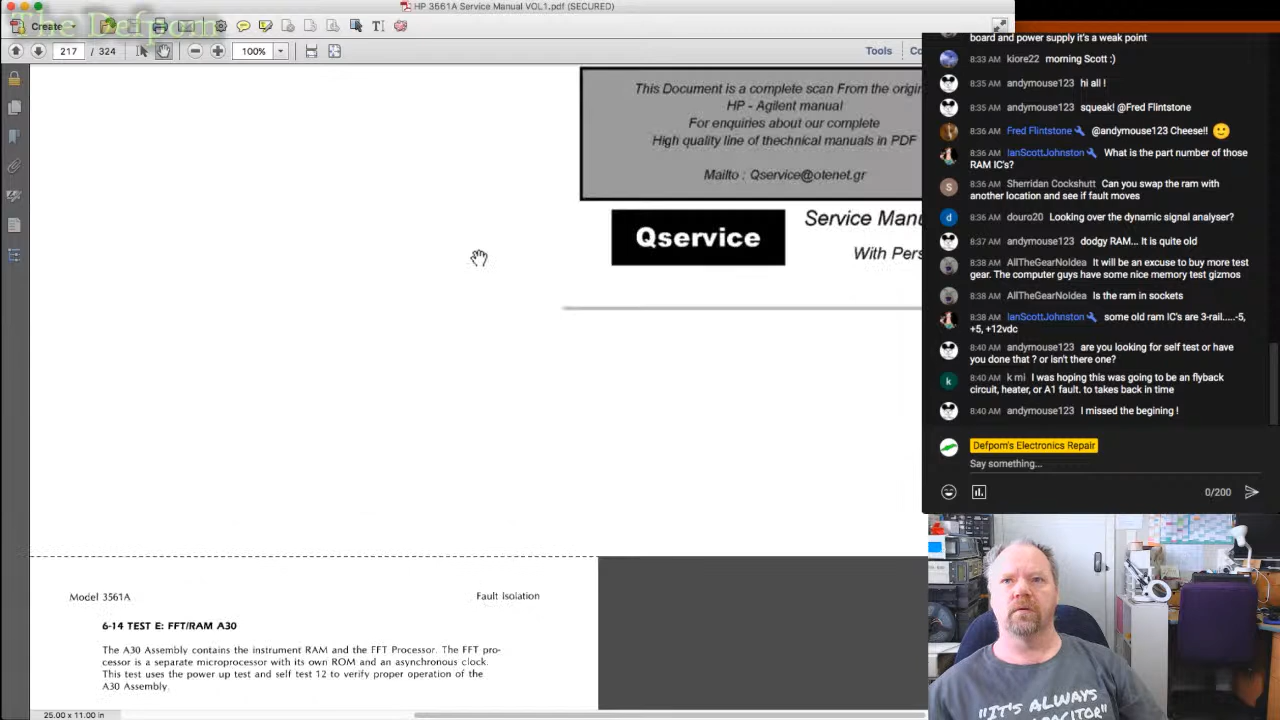 HP 3561A Service Manual VOL1.pdf (SECURED)
The Defpom
Create
217 / 324
100%
Tools
This Document is a complete scan From the origin
HP - Agilent manual
For enquiries about our complete
High quality line of thechnical manuals in PDF
Mailto : Qservice@otenet.gr
Qservice
Service Manu
With Pers
Model 3561A
Fault Isolation
6-14 TEST E: FFT/RAM A30
The A30 Assembly contains the instrument RAM and the FFT Processor. The FFT pro-
cessor is a separate microprocessor with its own ROM and an asynchronous clock.
This test uses the power up test and self test 12 to verify proper operation of the
A30 Assembly.
25.00 x 11.00 in
board and power supply it's a weak point
8:33 AM kiore22 morning Scott :)
8:35 AM andymouse123 hi all !
8:36 AM andymouse123 squeak! @Fred Flintstone
8:36 AM Fred Flintstone @andymouse123 Cheese!!
8:36 AM IanScottJohnston What is the part number of those
RAM IC's?
8:36 AM Sherridan Cockshutt Can you swap the ram with
another location and see if fault moves
8:36 AM douro20 Looking over the dynamic signal analyser?
8:37 AM andymouse123 dodgy RAM... It is quite old
8:38 AM AllTheGearNoIdea It will be an excuse to buy more test
gear. The computer guys have some nice memory test gizmos
8:38 AM AllTheGearNoIdea Is the ram in sockets
8:38 AM IanScottJohnston some old ram IC's are 3-rail.....-5,
+5, +12vdc
8:40 AM andymouse123 are you looking for self test or have
you done that ? or isn't there one?
8:40 AM k mi I was hoping this was going to be an flyback
circuit, heater, or A1 fault. to takes back in time
8:40 AM andymouse123 I missed the begining !
Defpom's Electronics Repair
Say something...
0/200
"IT'S ALWAYS